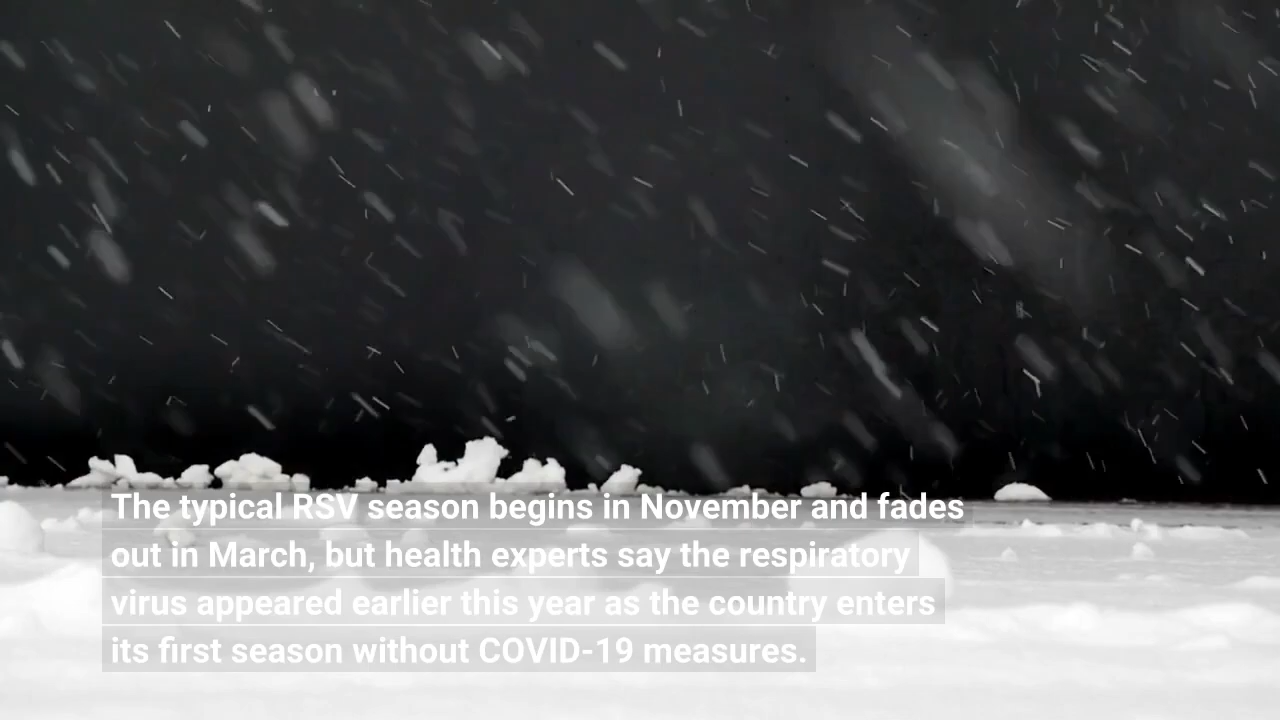 The typical RSV season begins in November and fades
out in March, but health experts say the respiratory
virus appeared earlier this year as the country enters
its first season without COVID-19 measures.